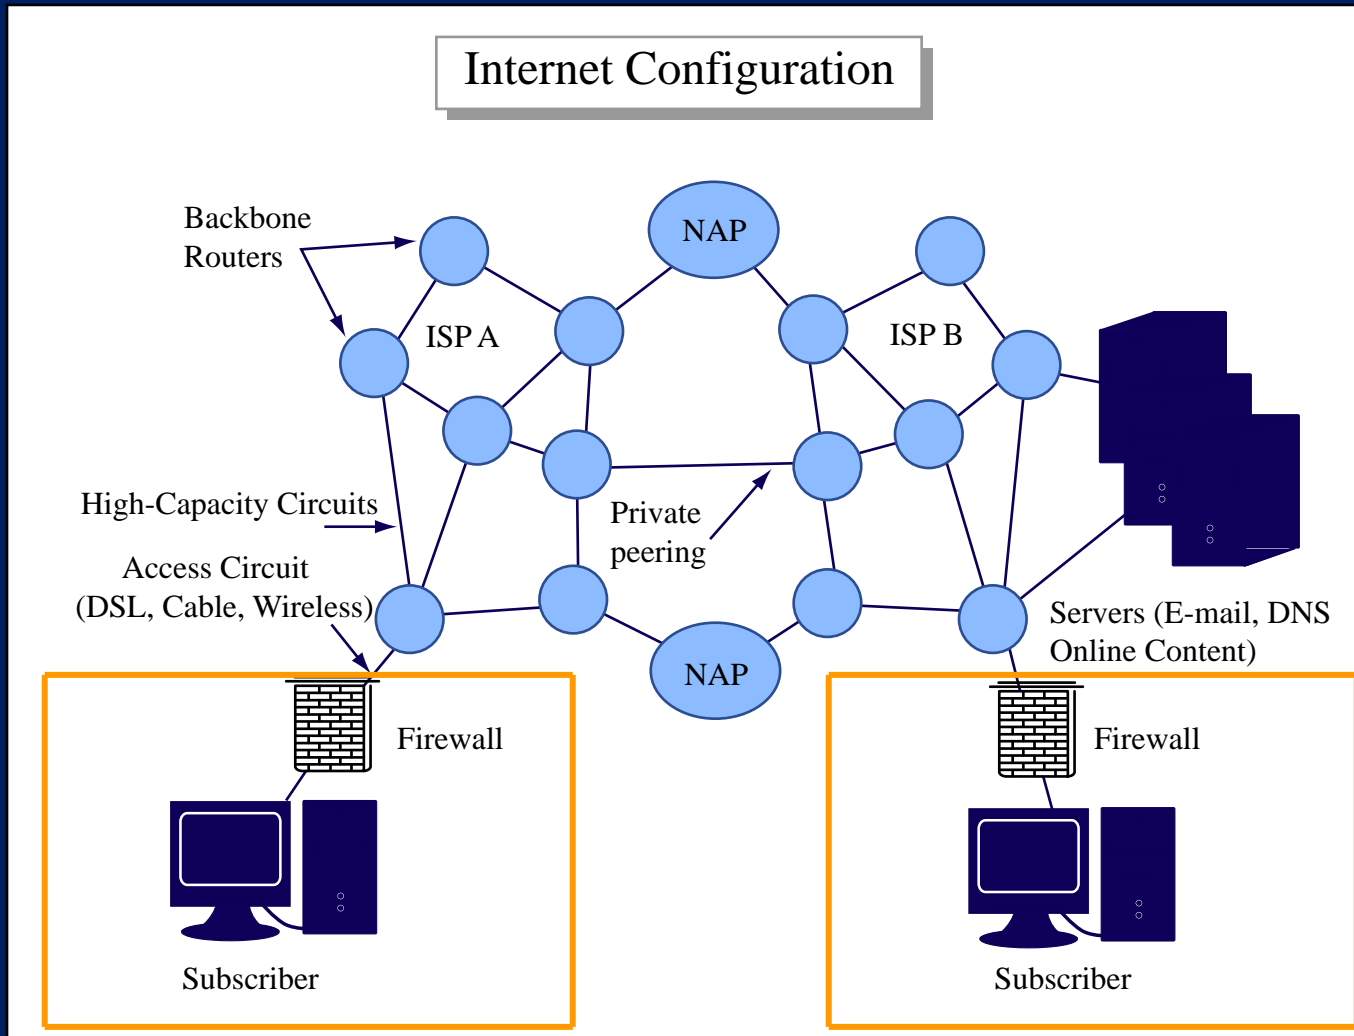 Internet Configuration
Backbone
Routers
NAP
ISP A
ISP B
High-Capacity Circuits
Private
peering
Access Circuit
(DSL, Cable, Wireless)
Servers (E-mail, DNS
Online Content)
NAP
Firewall
Firewall
Subscriber
Subscriber